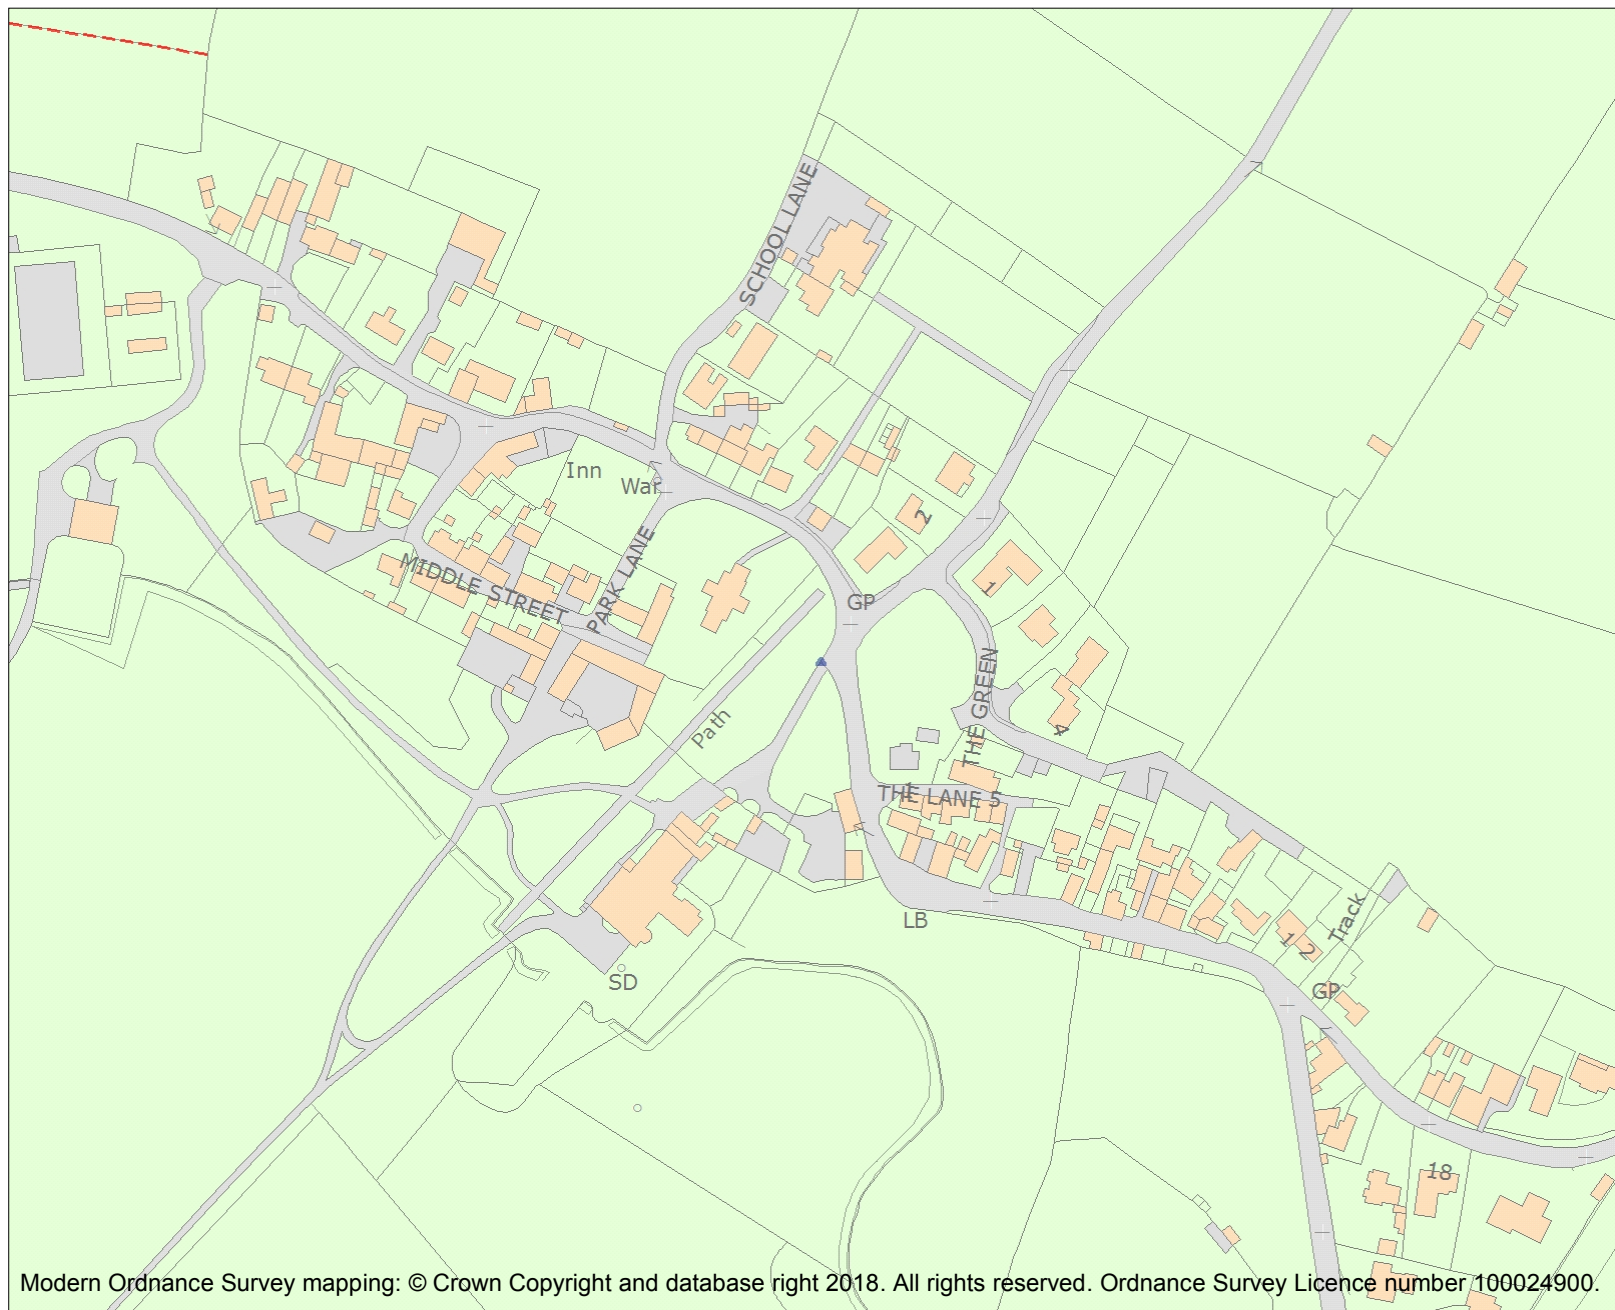 SCHOOL LANE
Inn
War
2
MIDDLE STREET
PARK LANE
1
GP
THE GREEN
Path
4
THE LANE 5
1
LB
Track
1 2
SD
GP
18
Modern Ordnance Survey mapping: © Crown Copyright and database right 2018. All rights reserved. Ordnance Survey Licence number 100024900.